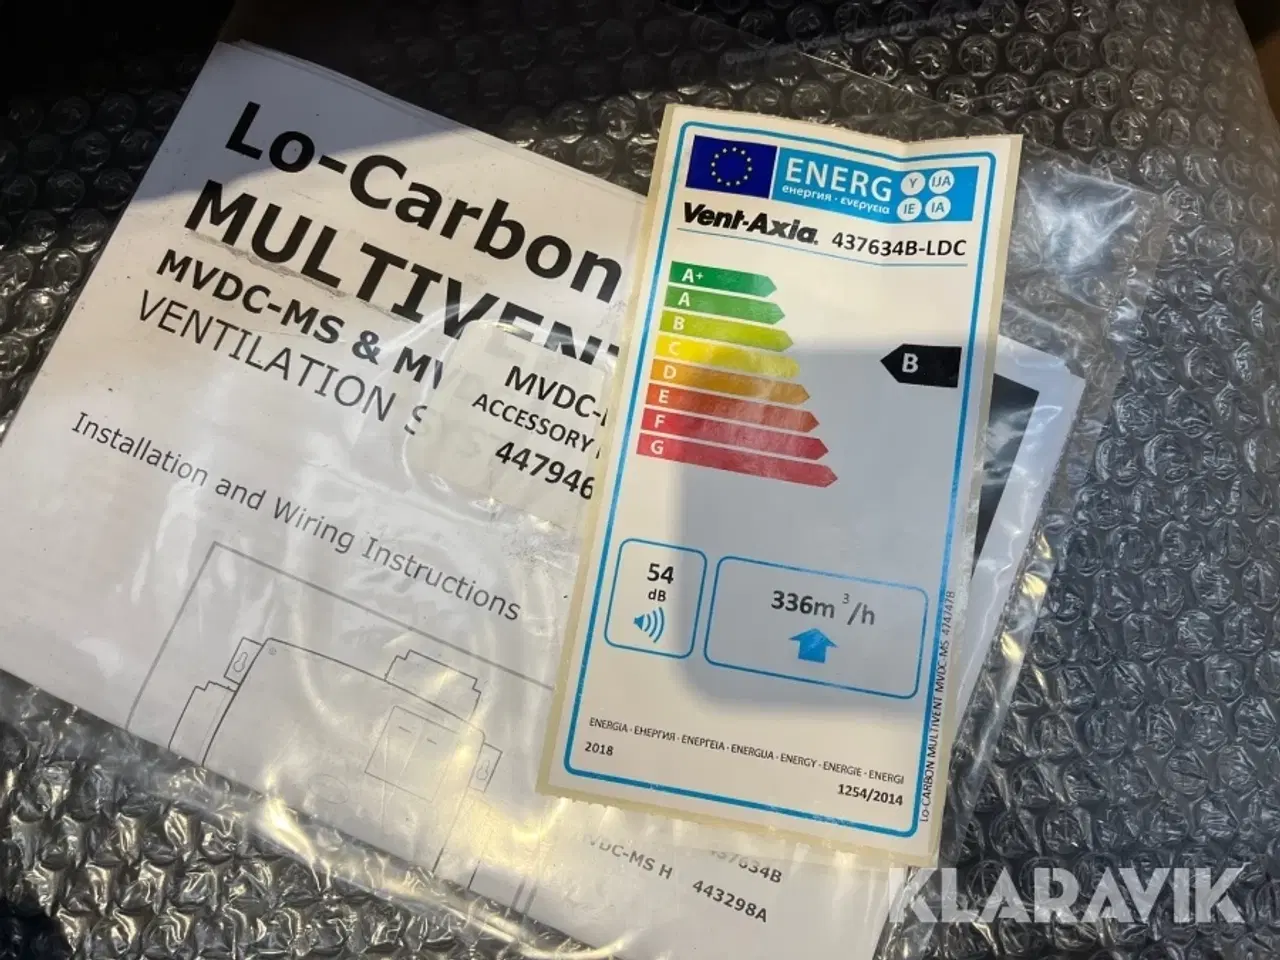 Lo-Carbon
MULTIVENT
MVDC-MS & MV
VENTILATION S
Installation and Wiring Instructions
MVDC-
ACCESSORY
447946
VDC-MS H
437634B
443298A
ENERG
енергия · ενεργεια
Y IJA
IE IA
Vent-Axia. 437634B-LDC
A+
A
B
C
D
E
F
G
B
54
dB
336m³/h
ENERGIA · ЕНЕРГИЯ · ΕΝΕΡΓΕΙΑ · ENERGIJA · ENERGY · ENERGIE · ENERGI
2018
1254/2014
LO-CARBON MULTIVENT MVDC-MS 474747B
KLARAVIK